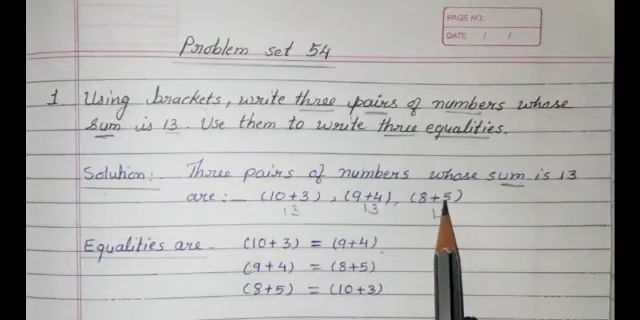 PAGE NO.:
DATE / /
Problem set 54
1 Using brackets, write three pairs of numbers whose
sum is 13. Use them to write three equalities.
Solution:- Three pairs of numbers whose sum is 13
are:- (10+3), (9+4), (8+5)
13 13
Equalities are (10+3) = (9+4)
(9+4) = (8+5)
(8+5) = (10+3)